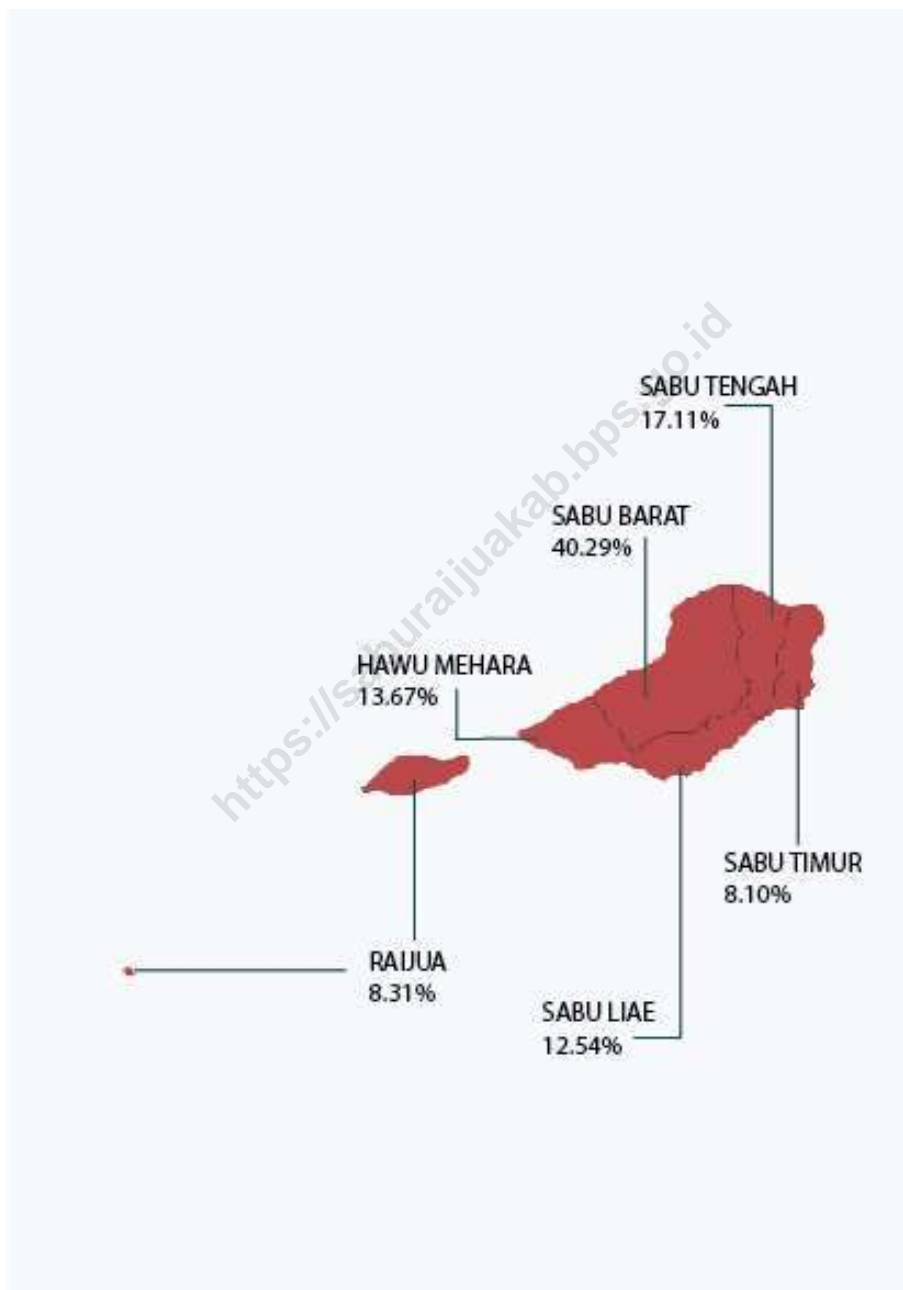 SABU TENGAH
17.11%
SABU BARAT
40.29%
HAWU MEHARA
13.67%
SABU TIMUR
8.10%
RAIJUA
8.31%
SABU LIAE
12.54%
https://saburaijuakab.bps.go.id